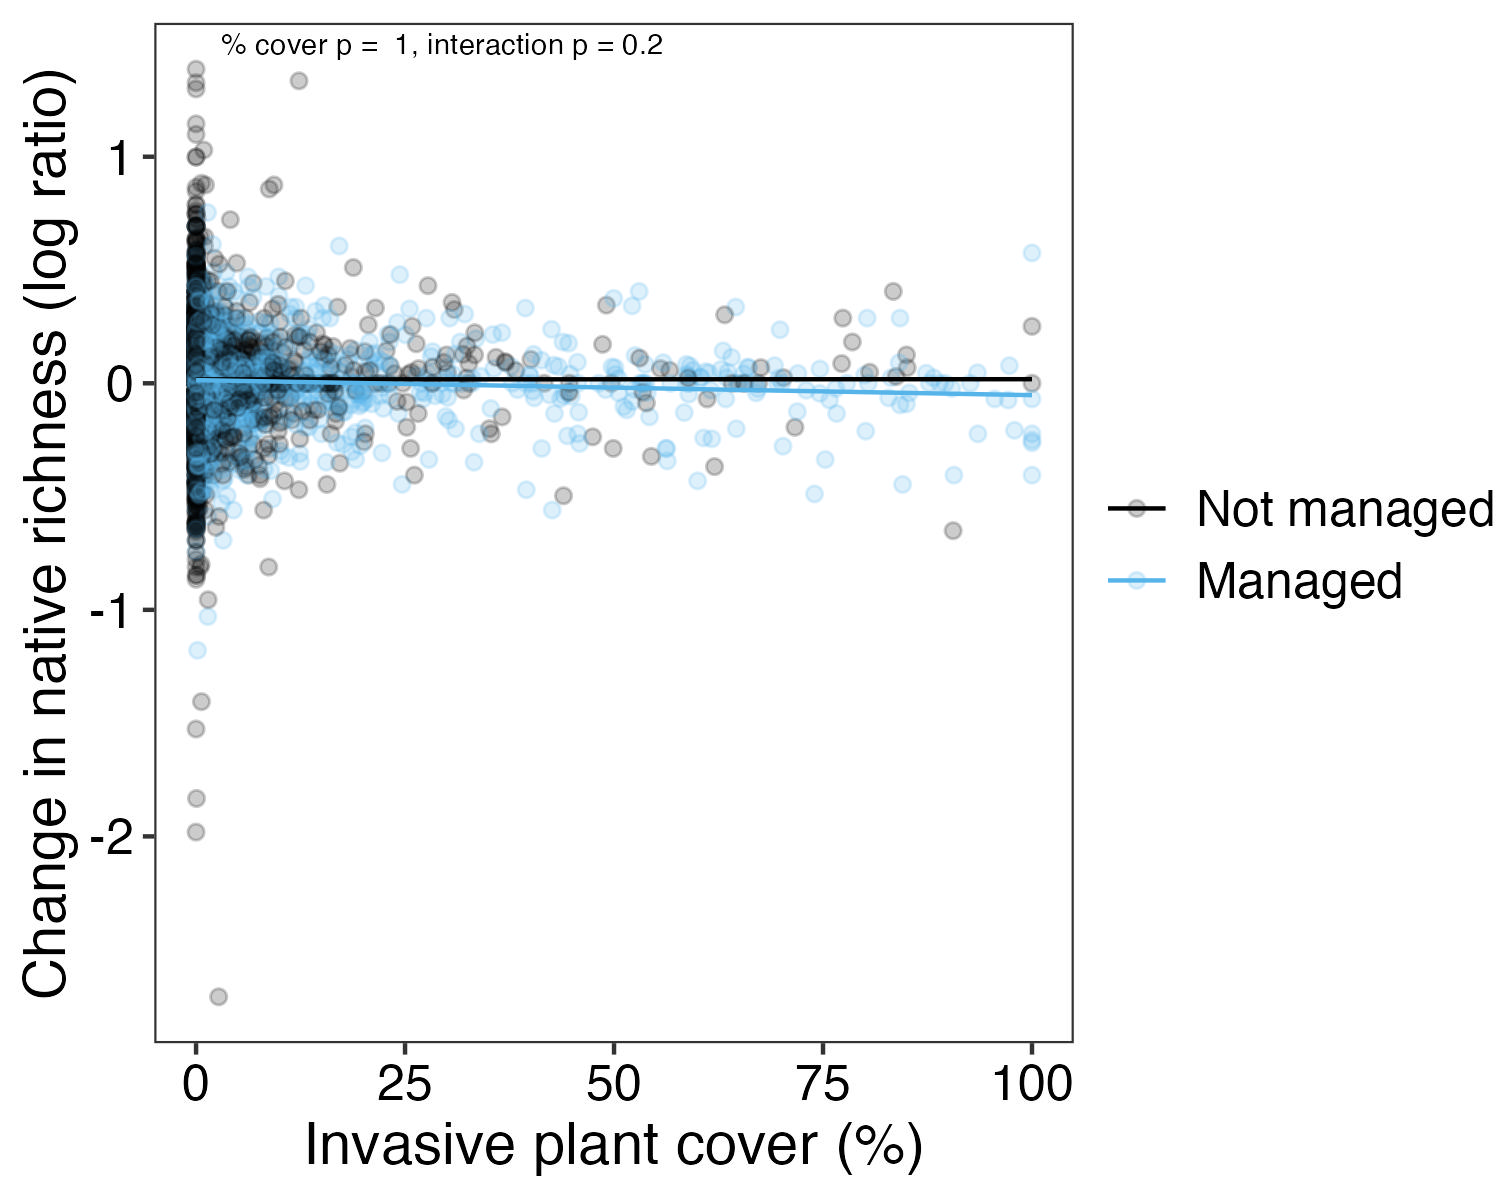 % cover p =  1, interaction p = 0.2
Change in native richness (log ratio)
1
0
-1
-2
0 25 50 75 100
Invasive plant cover (%)
Not managed
Managed